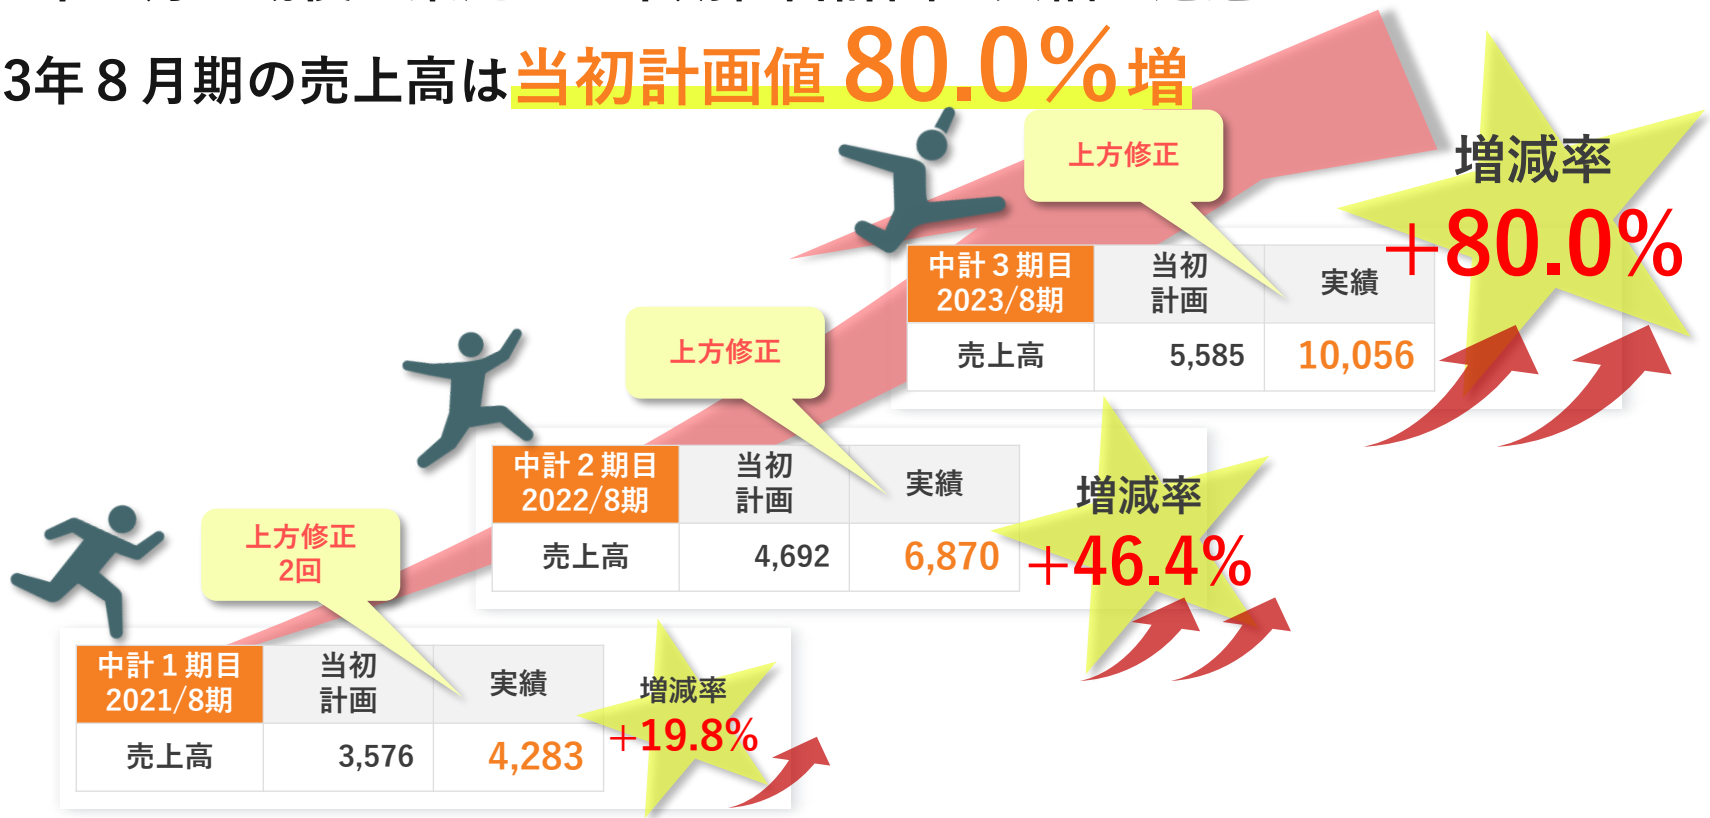 3年８月期の売上高は当初計画値80.0％増
増減率
+80.0%
上方修正
中計３期目
2023/8期
当初
計画
実績
売上高
5,585
10,056
上方修正
中計２期目
2022/8期
当初
計画
実績
売上高
4,692
6,870
増減率
+46.4%
上方修正
2回
中計１期目
2021/8期
当初
計画
実績
売上高
3,576
4,283
増減率
+19.8%